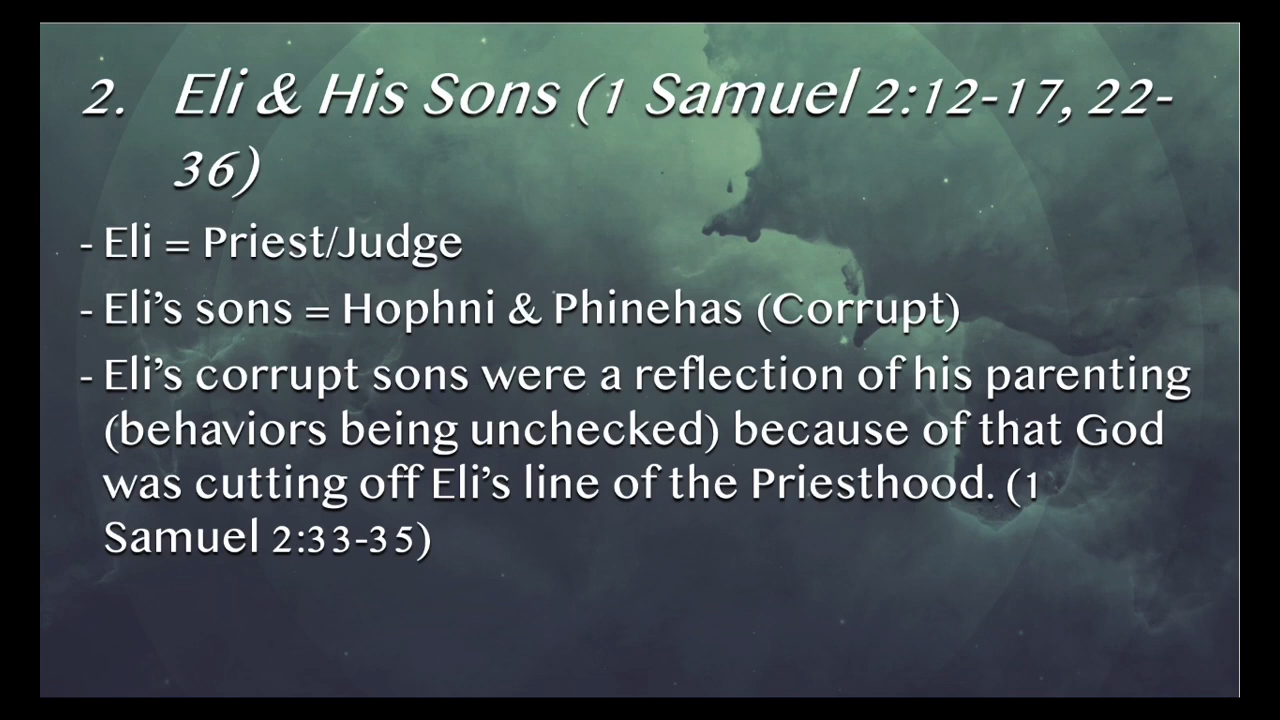 2. Eli & His Sons (1 Samuel 2:12-17, 22-
36)
- Eli = Priest/Judge
- Eli’s sons = Hophni & Phinehas (Corrupt)
- Eli’s corrupt sons were a reflection of his parenting
(behaviors being unchecked) because of that God
was cutting off Eli’s line of the Priesthood. (1
Samuel 2:33-35)